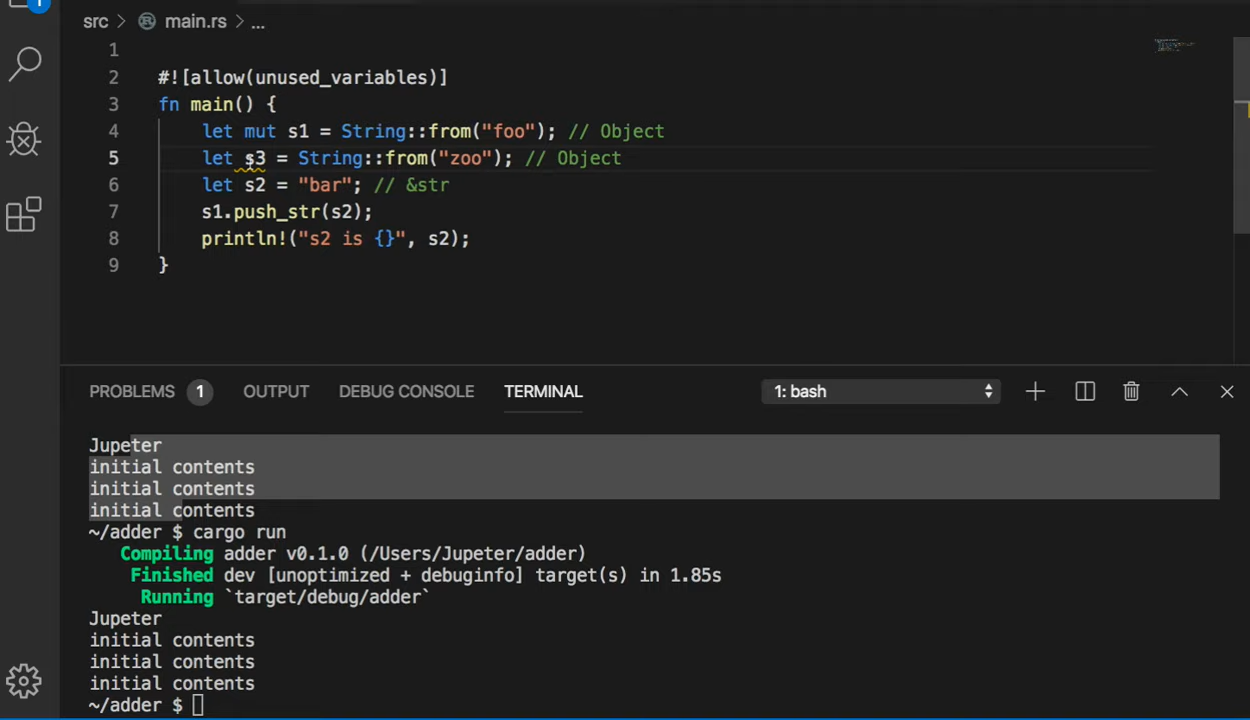 1
src > main.rs > ...
1
2 #![allow(unused_variables)]
3 fn main() {
4 let mut s1 = String::from("foo"); // Object
5 let s3 = String::from("zoo"); // Object
6 let s2 = "bar"; // &str
7 s1.push_str(s2);
8 println!("s2 is {}", s2);
9 }
PROBLEMS 1 OUTPUT DEBUG CONSOLE TERMINAL 1: bash
Jupeter
initial contents
initial contents
initial contents
~/adder $ cargo run
Compiling adder v0.1.0 (/Users/Jupeter/adder)
Finished dev [unoptimized + debuginfo] target(s) in 1.85s
Running `target/debug/adder`
Jupeter
initial contents
initial contents
initial contents
~/adder $